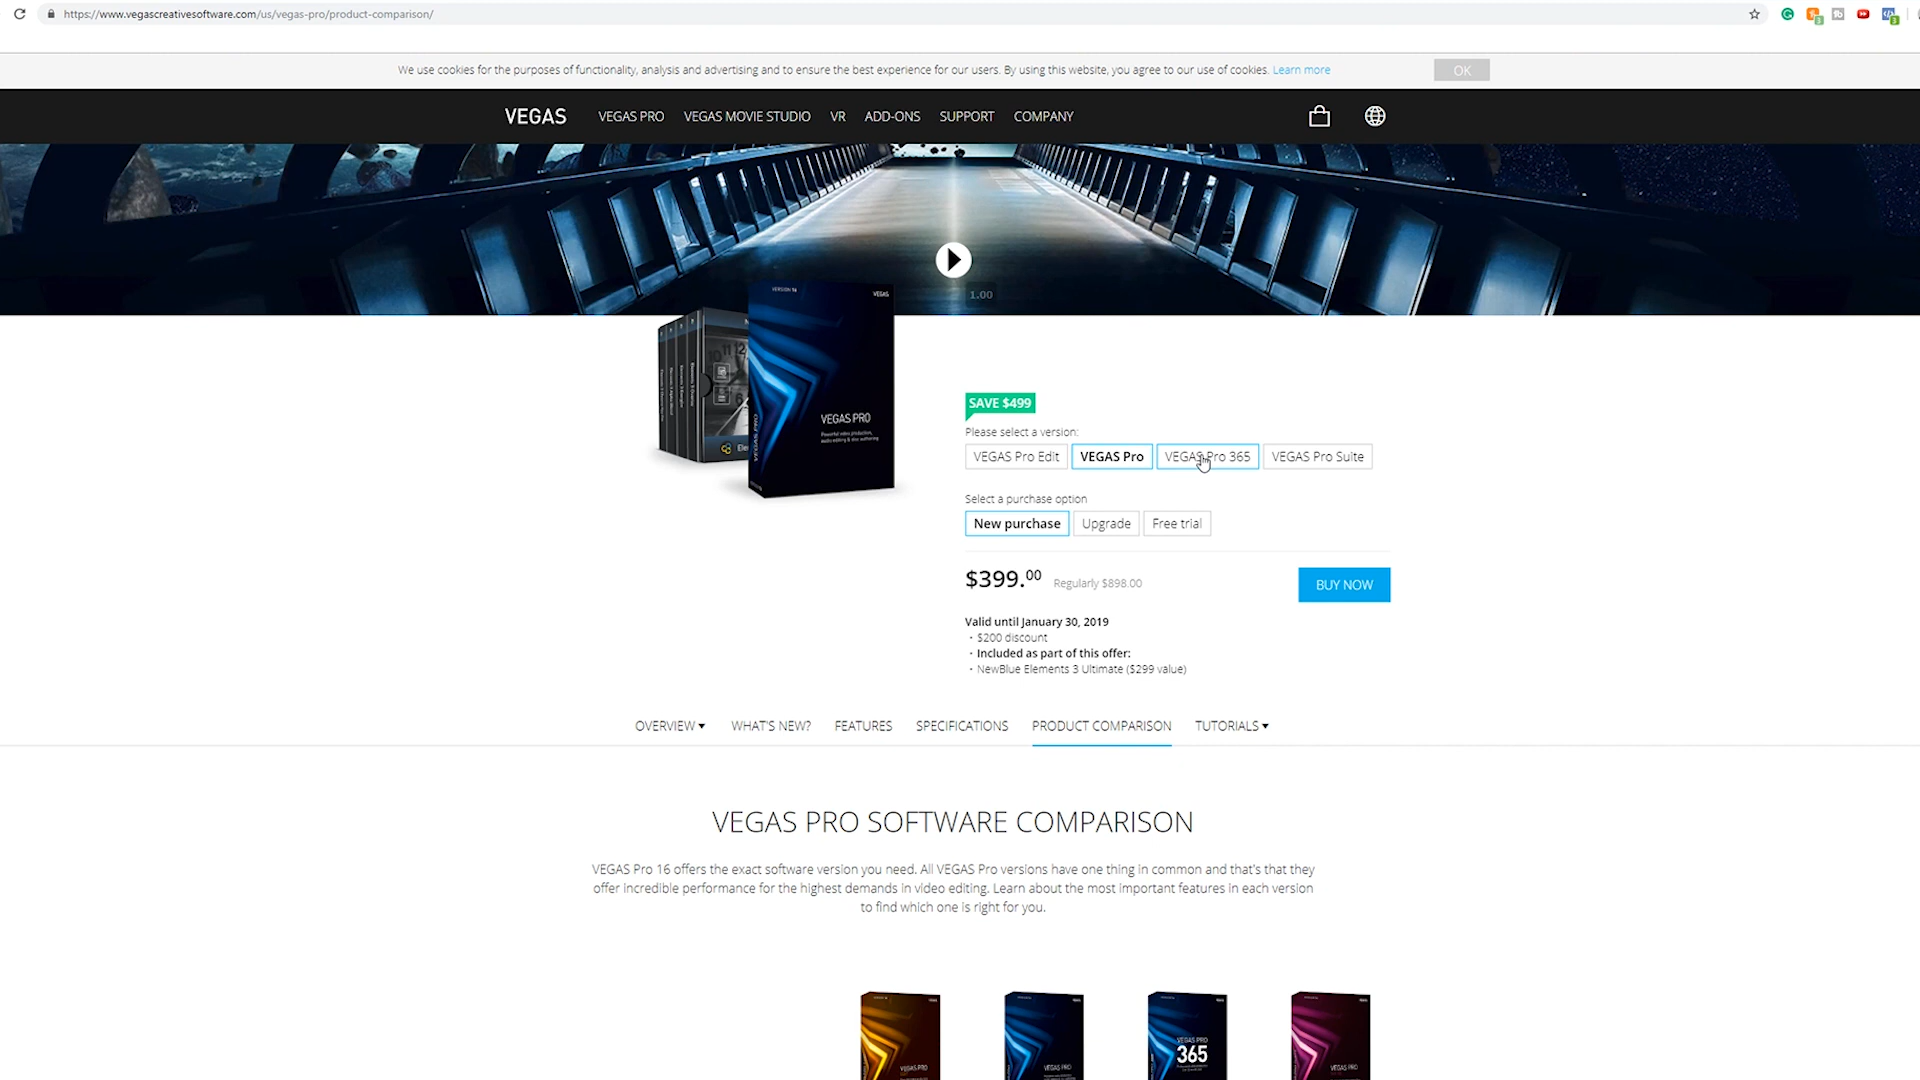 https://www.vegascreativesoftware.com/us/vegas-pro/product-comparison/
We use cookies for the purposes of functionality, analysis and advertising and to ensure the best experience for our users. By using this website, you agree to our use of cookies. Learn more
OK
VEGAS
VEGAS PRO
VEGAS MOVIE STUDIO
VR
ADD-ONS
SUPPORT
COMPANY
1.00
VERSION 16
VEGAS
VEGAS PRO
Powerful video production,
audio editing & disc authoring
SAVE $499
Please select a version:
VEGAS Pro Edit
VEGAS Pro
VEGAS Pro 365
VEGAS Pro Suite
Select a purchase option
New purchase
Upgrade
Free trial
$399.00 Regularly $898.00
BUY NOW
Valid until January 30, 2019
· $200 discount
· Included as part of this offer:
· NewBlue Elements 3 Ultimate ($299 value)
OVERVIEW
WHAT'S NEW?
FEATURES
SPECIFICATIONS
PRODUCT COMPARISON
TUTORIALS
VEGAS PRO SOFTWARE COMPARISON
VEGAS Pro 16 offers the exact software version you need. All VEGAS Pro versions have one thing in common and that's that they
offer incredible performance for the highest demands in video editing. Learn about the most important features in each version
to find which one is right for you.
VEGAS PRO
VEGAS PRO
VEGAS PRO
365
VEGAS PRO